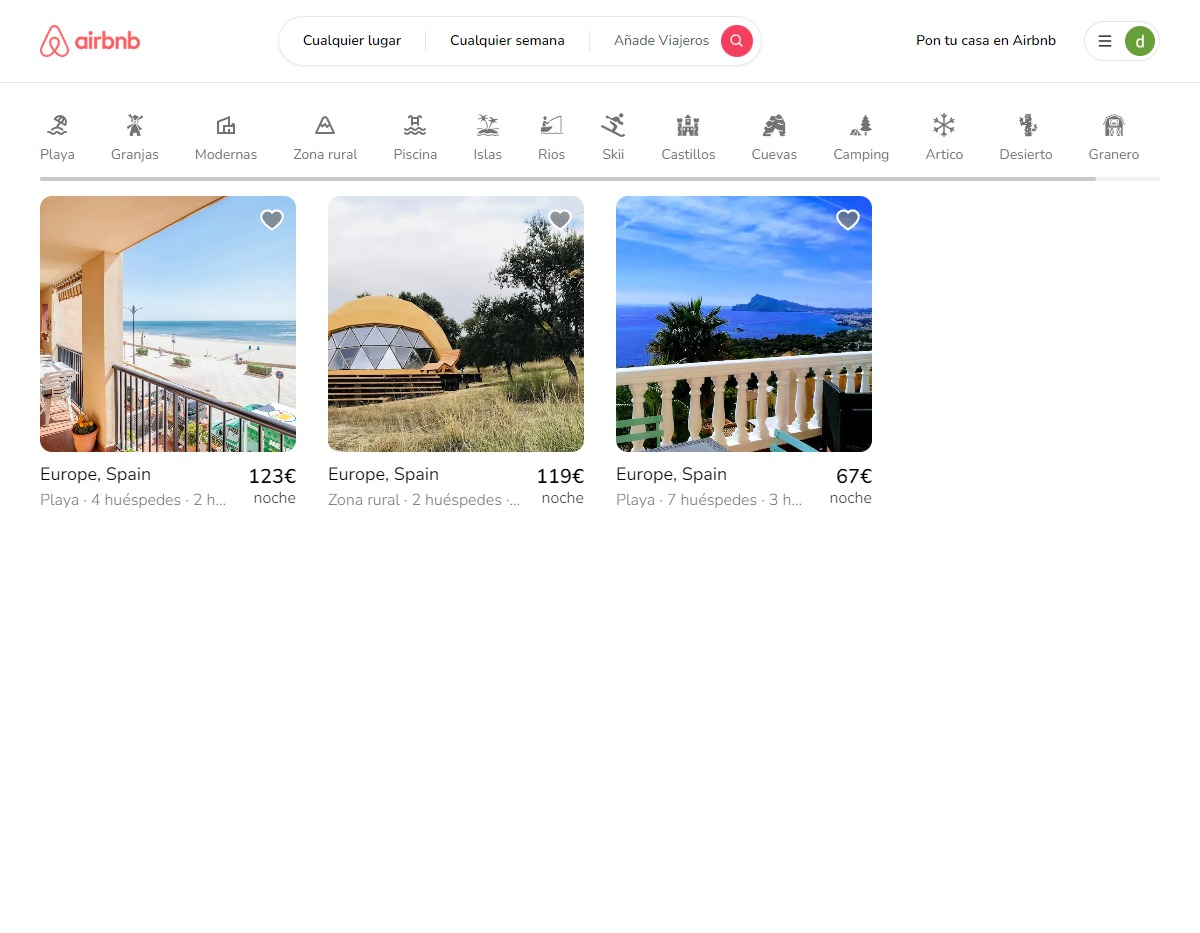 airbnb
Cualquier lugar
Cualquier semana
Añade Viajeros
Pon tu casa en Airbnb
d
Playa
Granjas
Modernas
Zona rural
Piscina
Islas
Rios
Skii
Castillos
Cuevas
Camping
Artico
Desierto
Granero
Europe, Spain
123€
Playa · 4 huéspedes · 2 h...
noche
Europe, Spain
119€
Zona rural · 2 huéspedes ·...
noche
Europe, Spain
67€
Playa · 7 huéspedes · 3 h...
noche